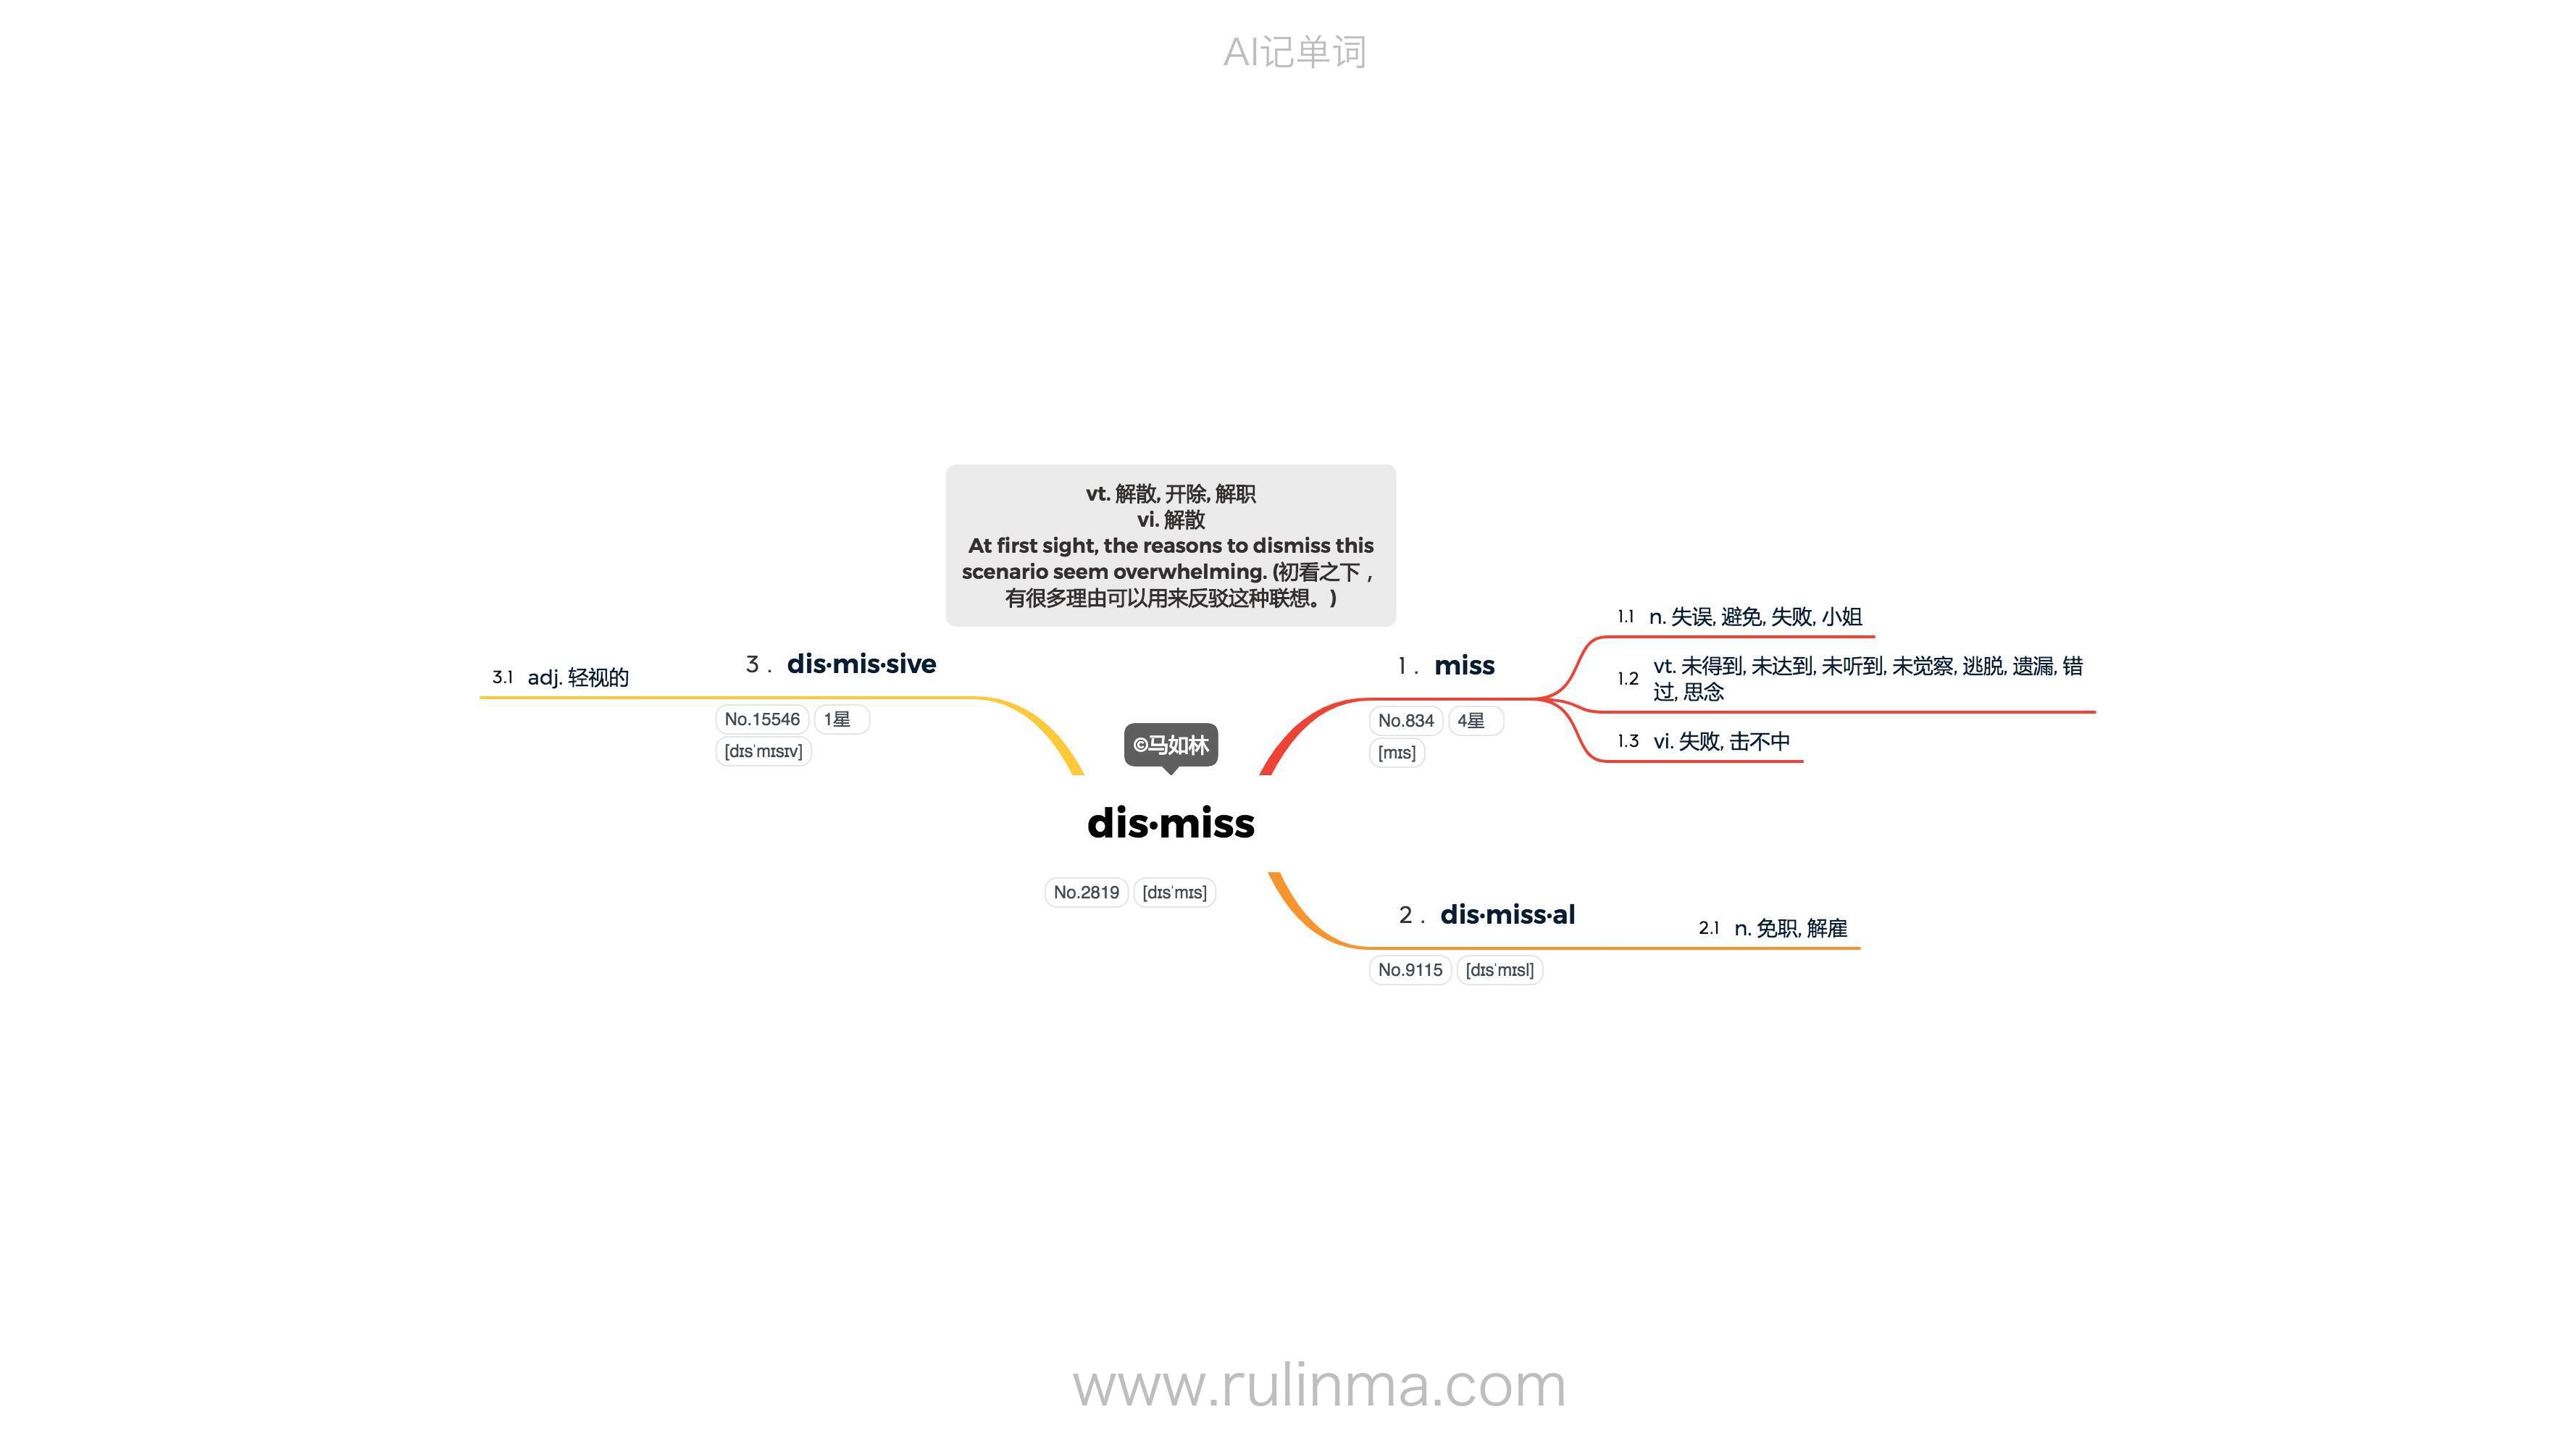 AI记单词
vt. 解散, 开除, 解职
vi. 解散
At first sight, the reasons to dismiss this
scenario seem overwhelming. (初看之下，
有很多理由可以用来反驳这种联想。)
©马如林
dis·miss
No.2819 [dɪsˈmɪs]
1. miss
No.834 4星
[mɪs]
1.1 n. 失误, 避免, 失败, 小姐
1.2 vt. 未得到, 未达到, 未听到, 未觉察, 逃脱, 遗漏, 错
过, 思念
1.3 vi. 失败, 击不中
2. dis·miss·al
No.9115 [dɪsˈmɪsl]
2.1 n. 免职, 解雇
3. dis·mis·sive
No.15546 1星
[dɪsˈmɪsɪv]
3.1 adj. 轻视的
www.rulinma.com